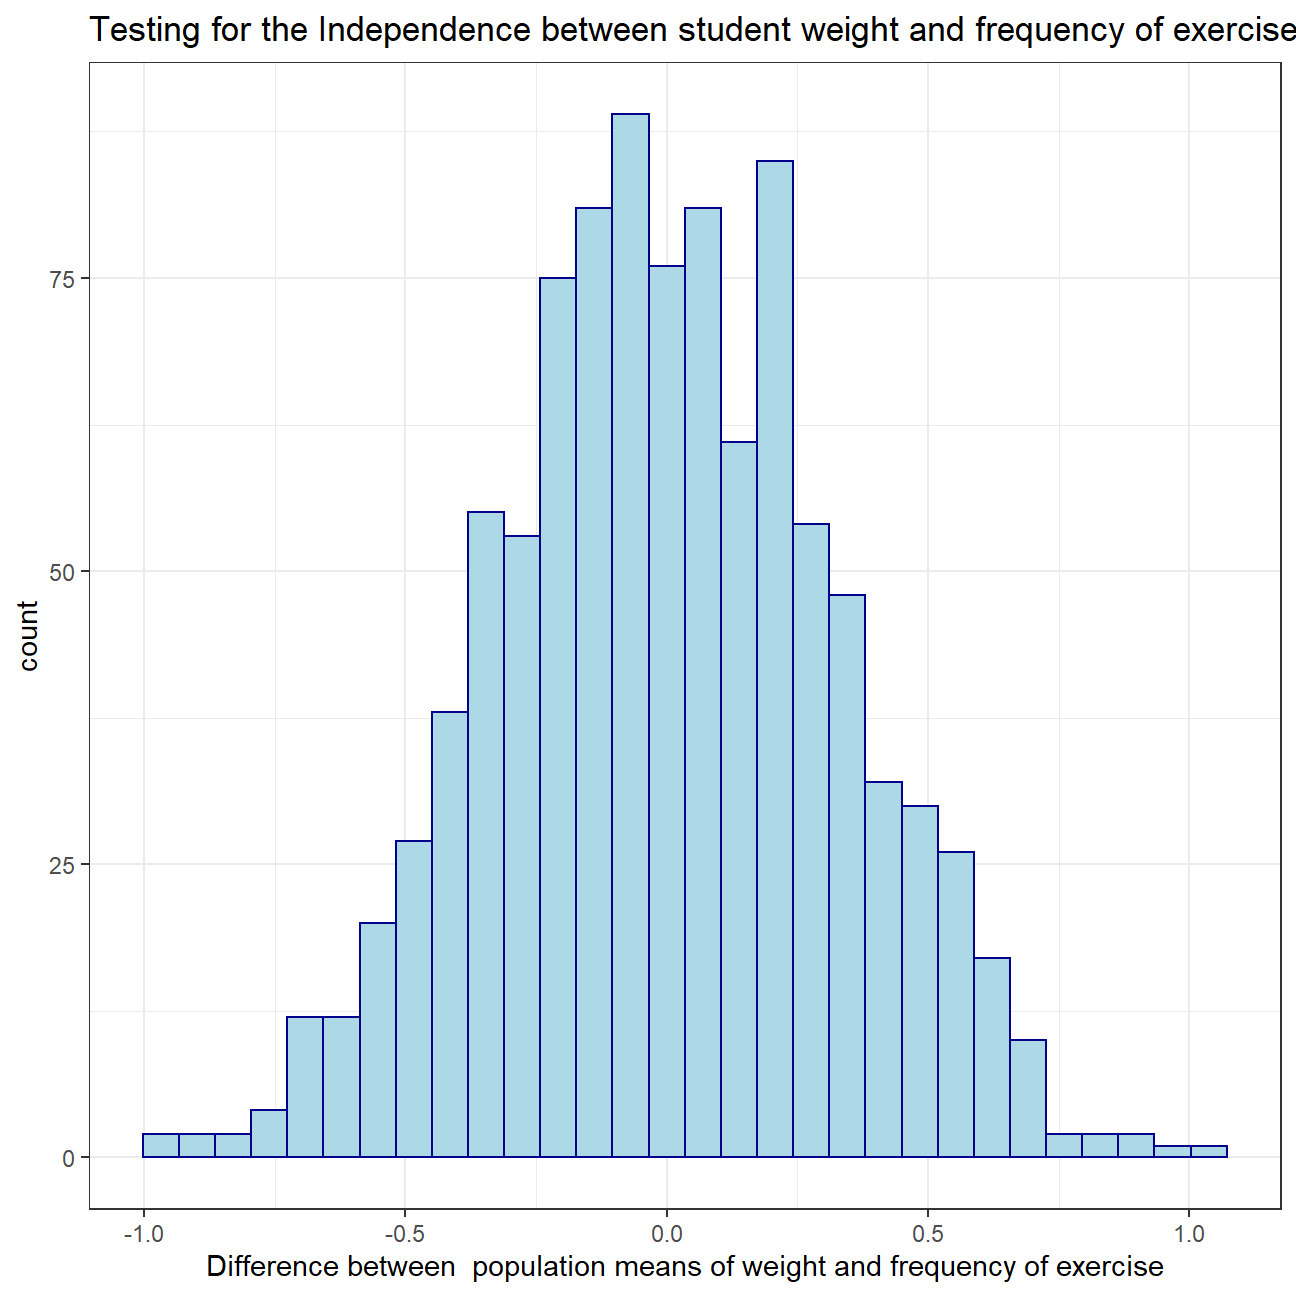 Testing for the Independence between student weight and frequency of exercise
75
50
25
0
count
-1.0 -0.5 0.0 0.5 1.0
Difference between  population means of weight and frequency of exercise